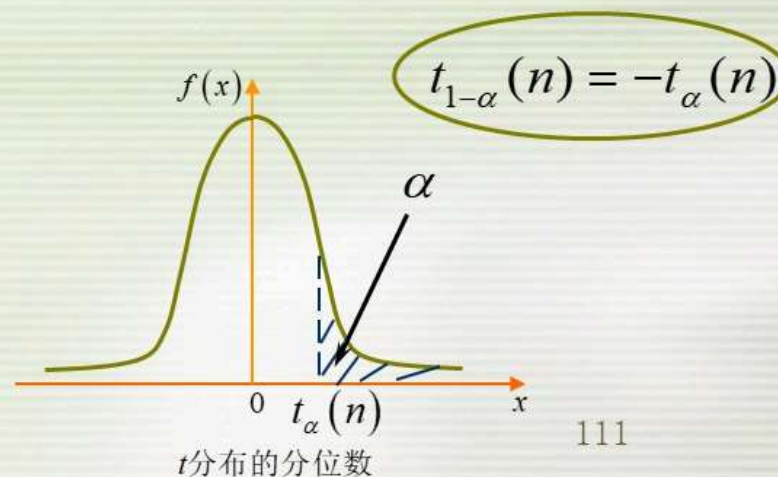 t_{1-α}(n) = -t_α(n)
f(x)
α
0
t_α(n)
x
111
t分布的分位数